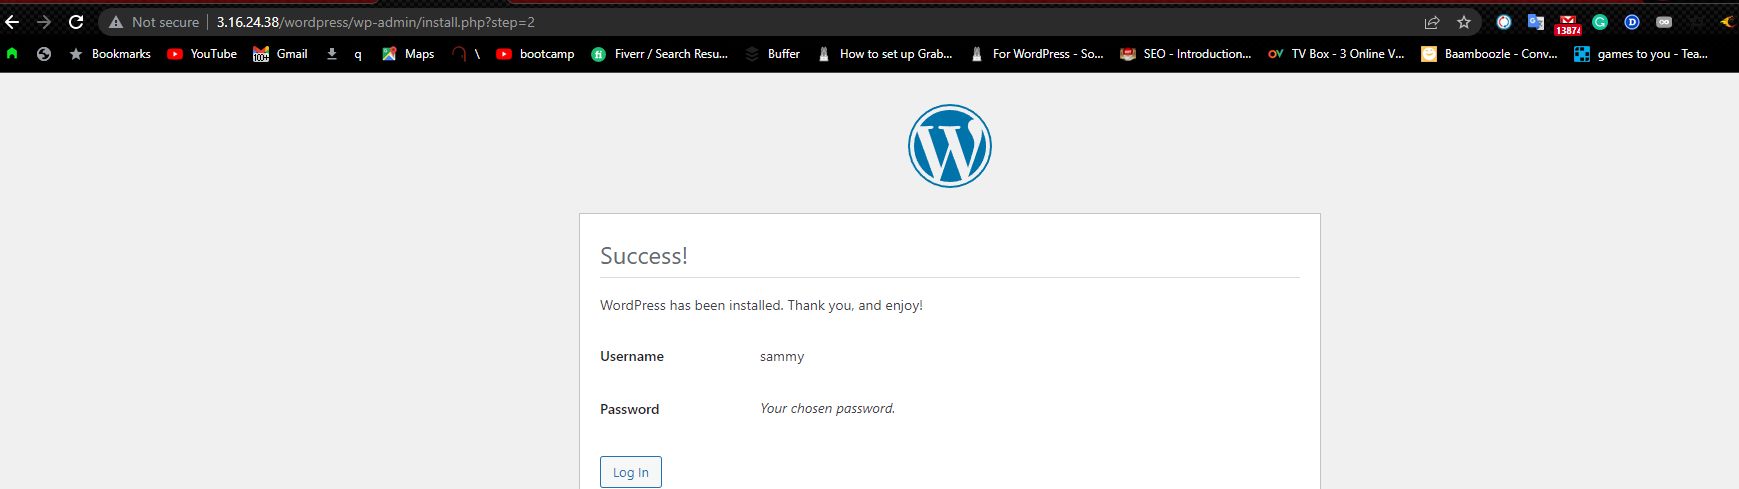 Not secure | 3.16.24.38/wordpress/wp-admin/install.php?step=2
13874
Bookmarks YouTube 100+ Gmail q Maps \ bootcamp fi Fiverr / Search Resu... Buffer How to set up Grab... For WordPress - So... SEO - Introduction... OV TV Box - 3 Online V... Baamboozle - Conv... games to you - Tea...
W
Success!
WordPress has been installed. Thank you, and enjoy!
Username sammy
Password Your chosen password.
Log In